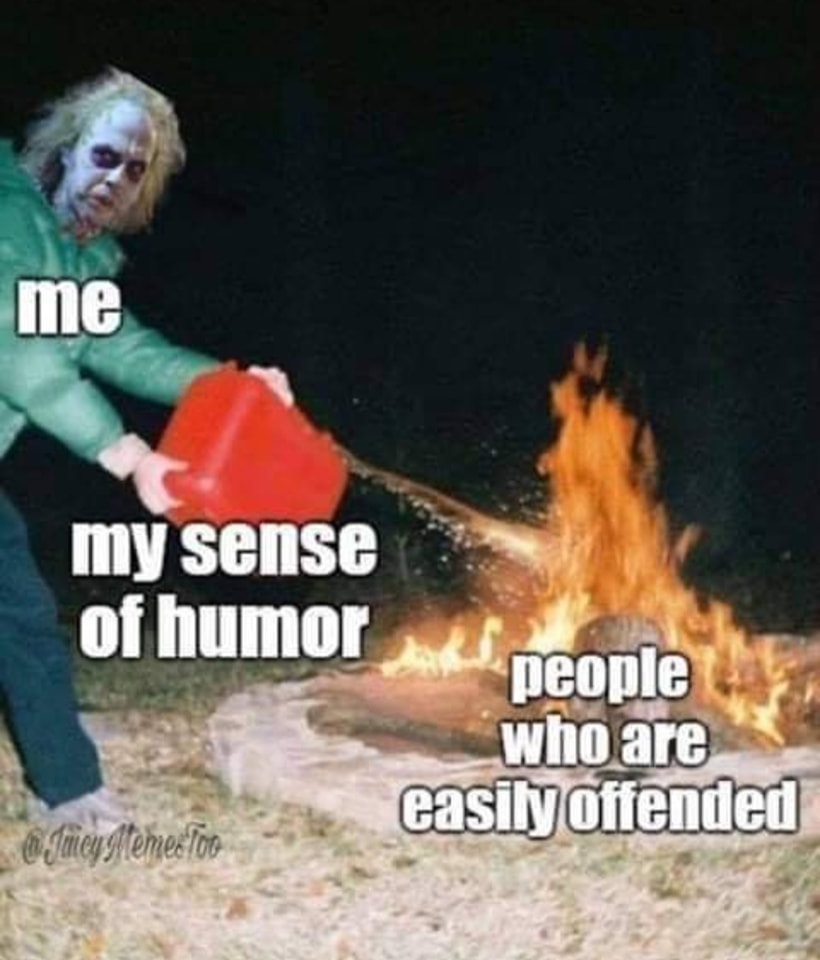 me
my sense
of humor
people
who are
easily offended
@JuicyMemesToo